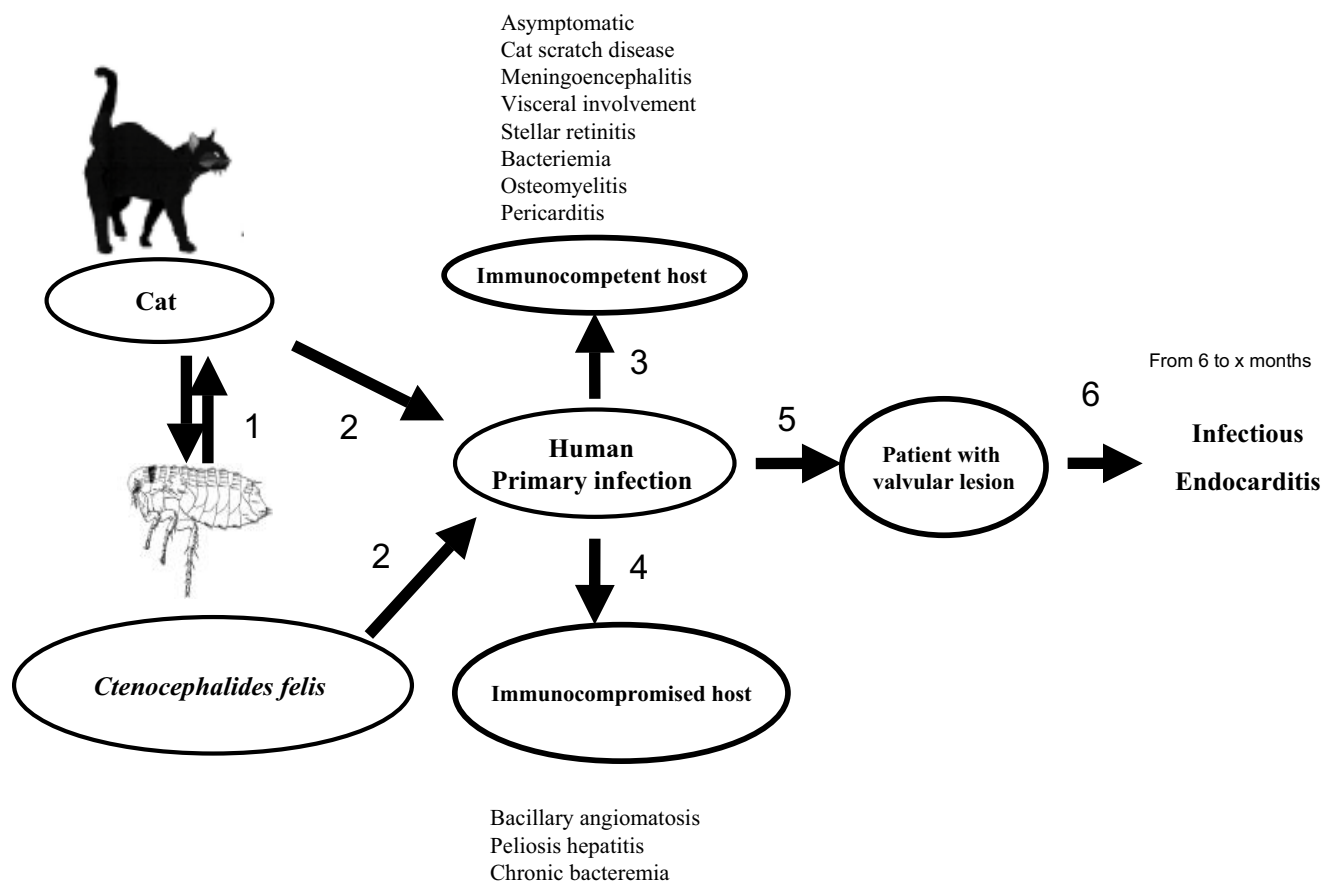 Asymptomatic
Cat scratch disease
Meningoencephalitis
Visceral involvement
Stellar retinitis
Bacteriemia
Osteomyelitis
Pericarditis
Immunocompetent host
Cat
1
2
3
Human
Primary infection
5
Patient with
valvular lesion
6
From 6 to x months
Infectious
Endocarditis
2
4
Ctenocephalides felis
Immunocompromised host
Bacillary angiomatosis
Peliosis hepatitis
Chronic bacteremia